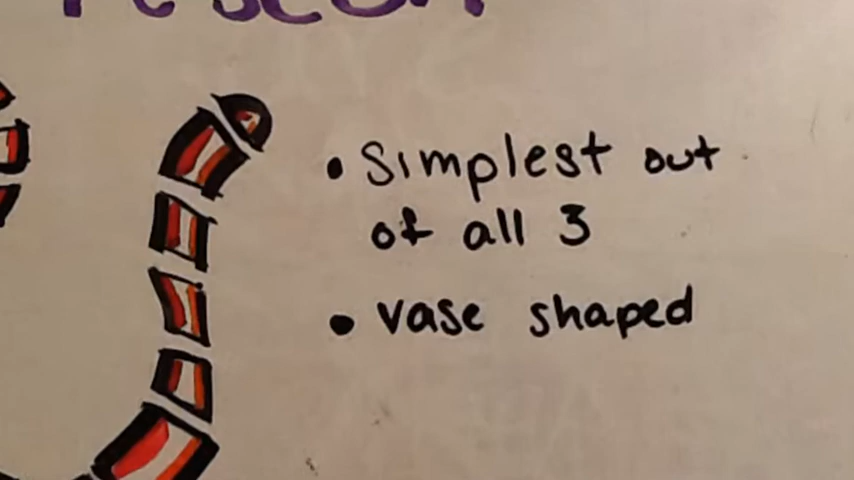 • Simplest out
of all 3
• vase shaped